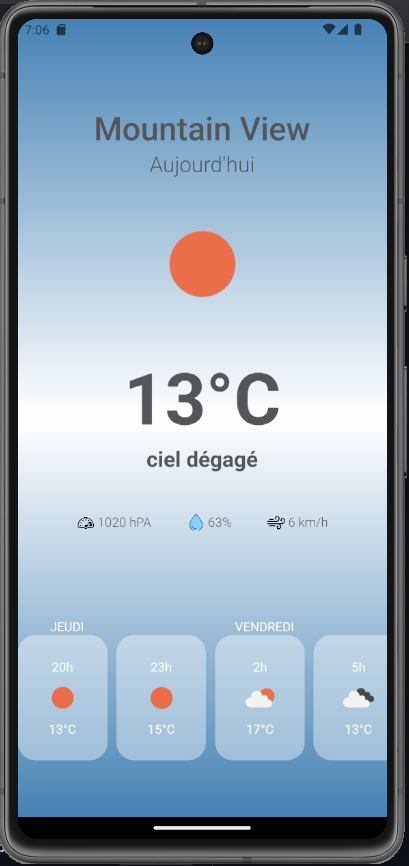 7:06
Mountain View
Aujourd'hui
13°C
ciel dégagé
1020 hPA 63% 6 km/h
JEUDI VENDREDI
20h 23h 2h 5h
13°C 15°C 17°C 13°C